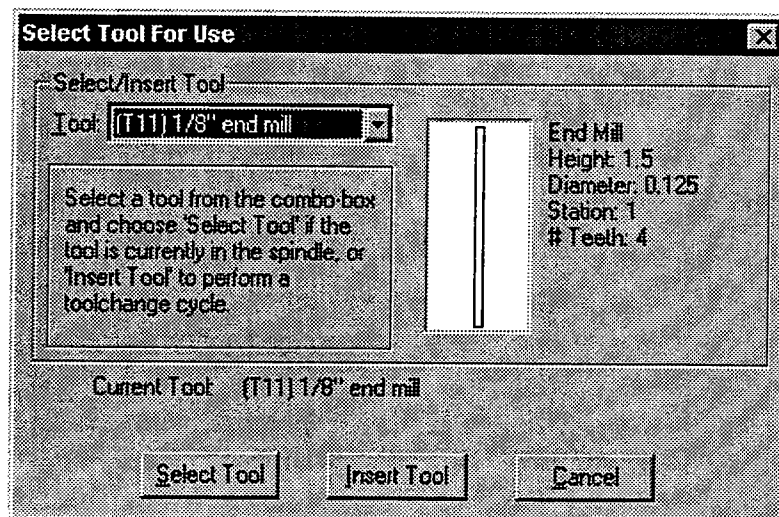 Select Tool For Use
Select/Insert Tool
Tool: (T11) 1/8" end mill
Select a tool from the combo-box
and choose 'Select Tool' if the
tool is currently in the spindle, or
'Insert Tool' to perform a
toolchange cycle.
End Mill
Height: 1.5
Diameter: 0.125
Station: 1
# Teeth: 4
Current Tool: (T11) 1/8" end mill
Select Tool
Insert Tool
Cancel